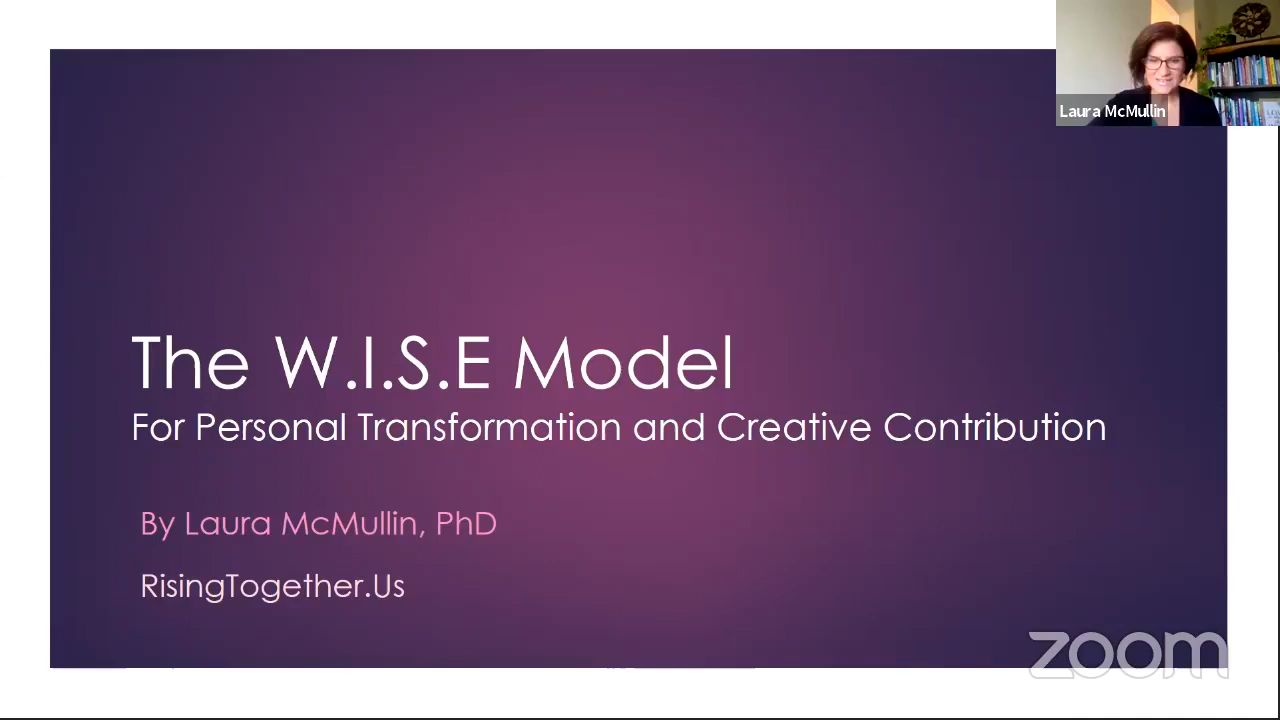 Laura McMullin
The W.I.S.E Model
For Personal Transformation and Creative Contribution
By Laura McMullin, PhD
RisingTogether.Us
zoom